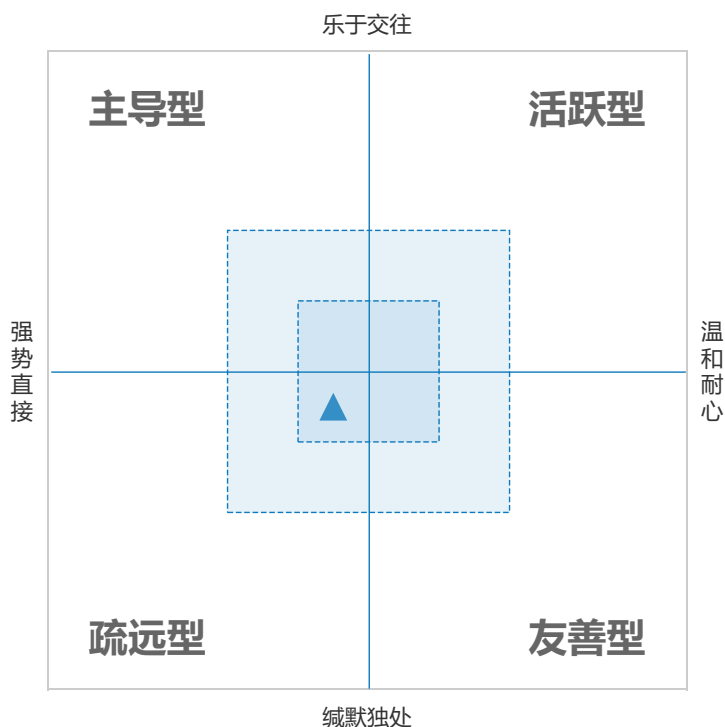 乐于交往
主导型
活跃型
强势直接
温和耐心
疏远型
友善型
缄默独处